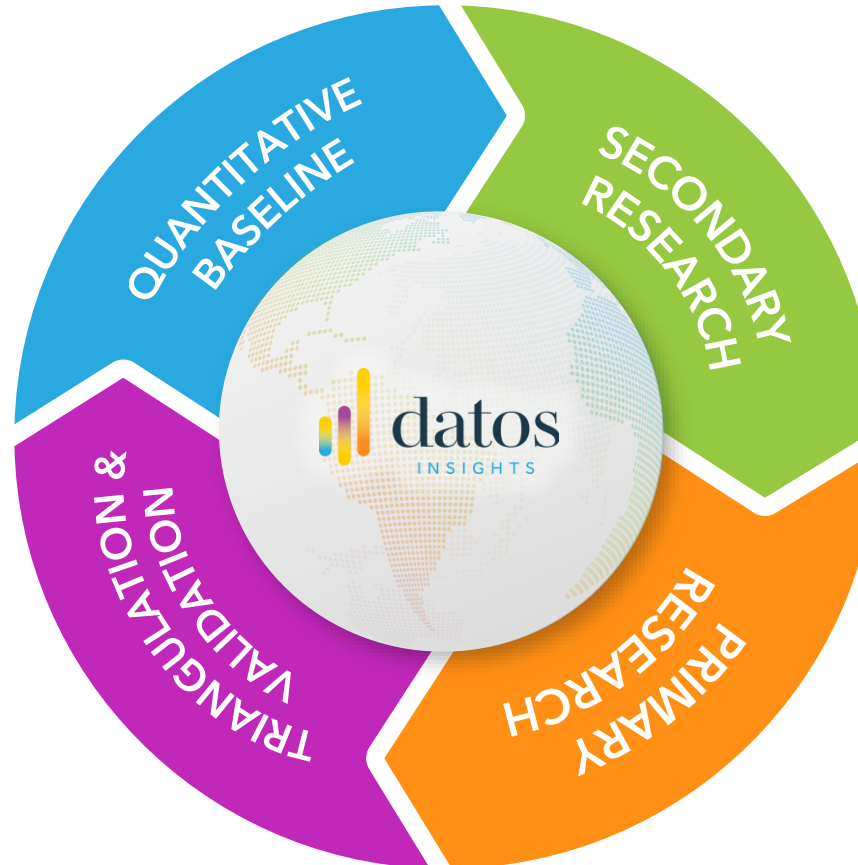 QUANTITATIVE
BASELINE
SECONDARY
RESEARCH
PRIMARY
RESEARCH
TRIANGULATION &
VALIDATION
datos
INSIGHTS